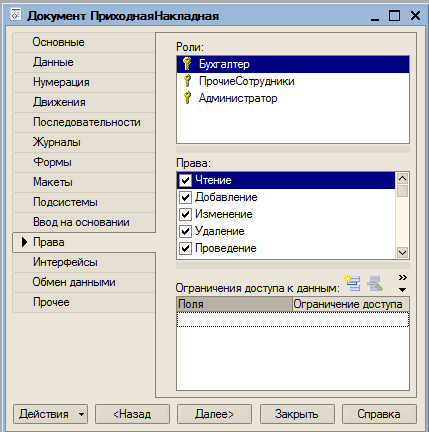 Документ ПриходнаяНакладная
Основные
Данные
Нумерация
Движения
Последовательности
Журналы
Формы
Макеты
Подсистемы
Ввод на основании
Права
Интерфейсы
Обмен данными
Прочее
Роли:
Бухгалтер
ПрочиеСотрудники
Администратор
Права:
Чтение
Добавление
Изменение
Удаление
Проведение
Ограничения доступа к данным:
Поля Ограничение доступа
Действия <Назад Далее> Закрыть Справка